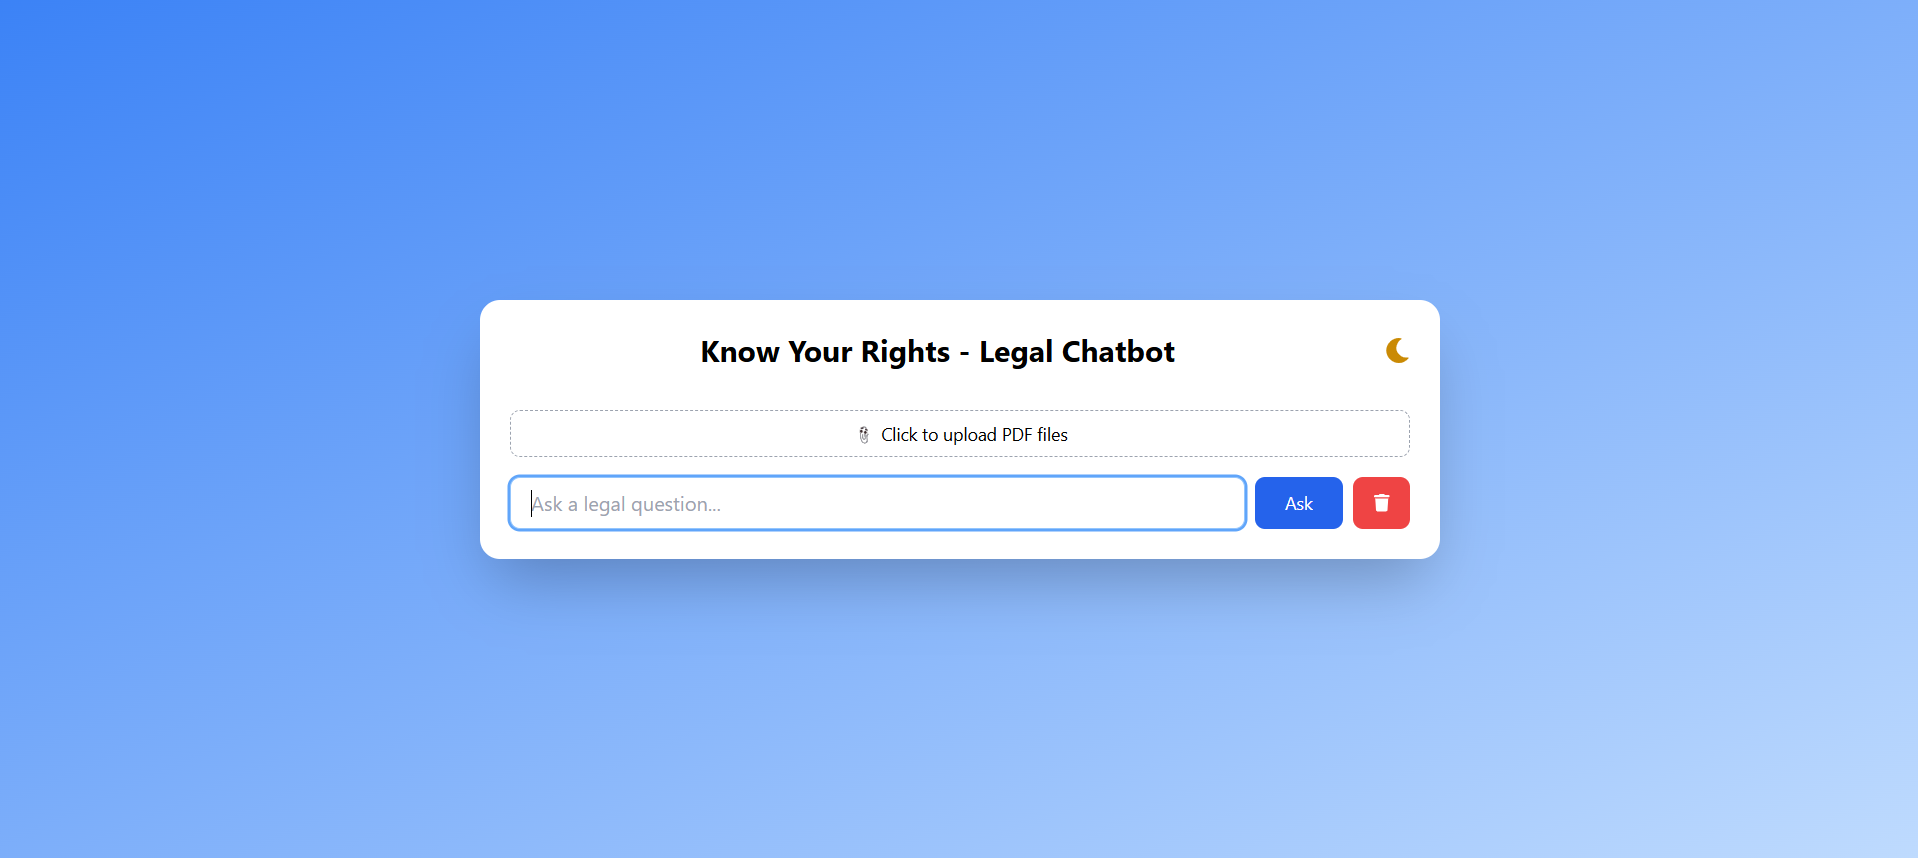 Know Your Rights - Legal Chatbot
Click to upload PDF files
Ask a legal question...
Ask